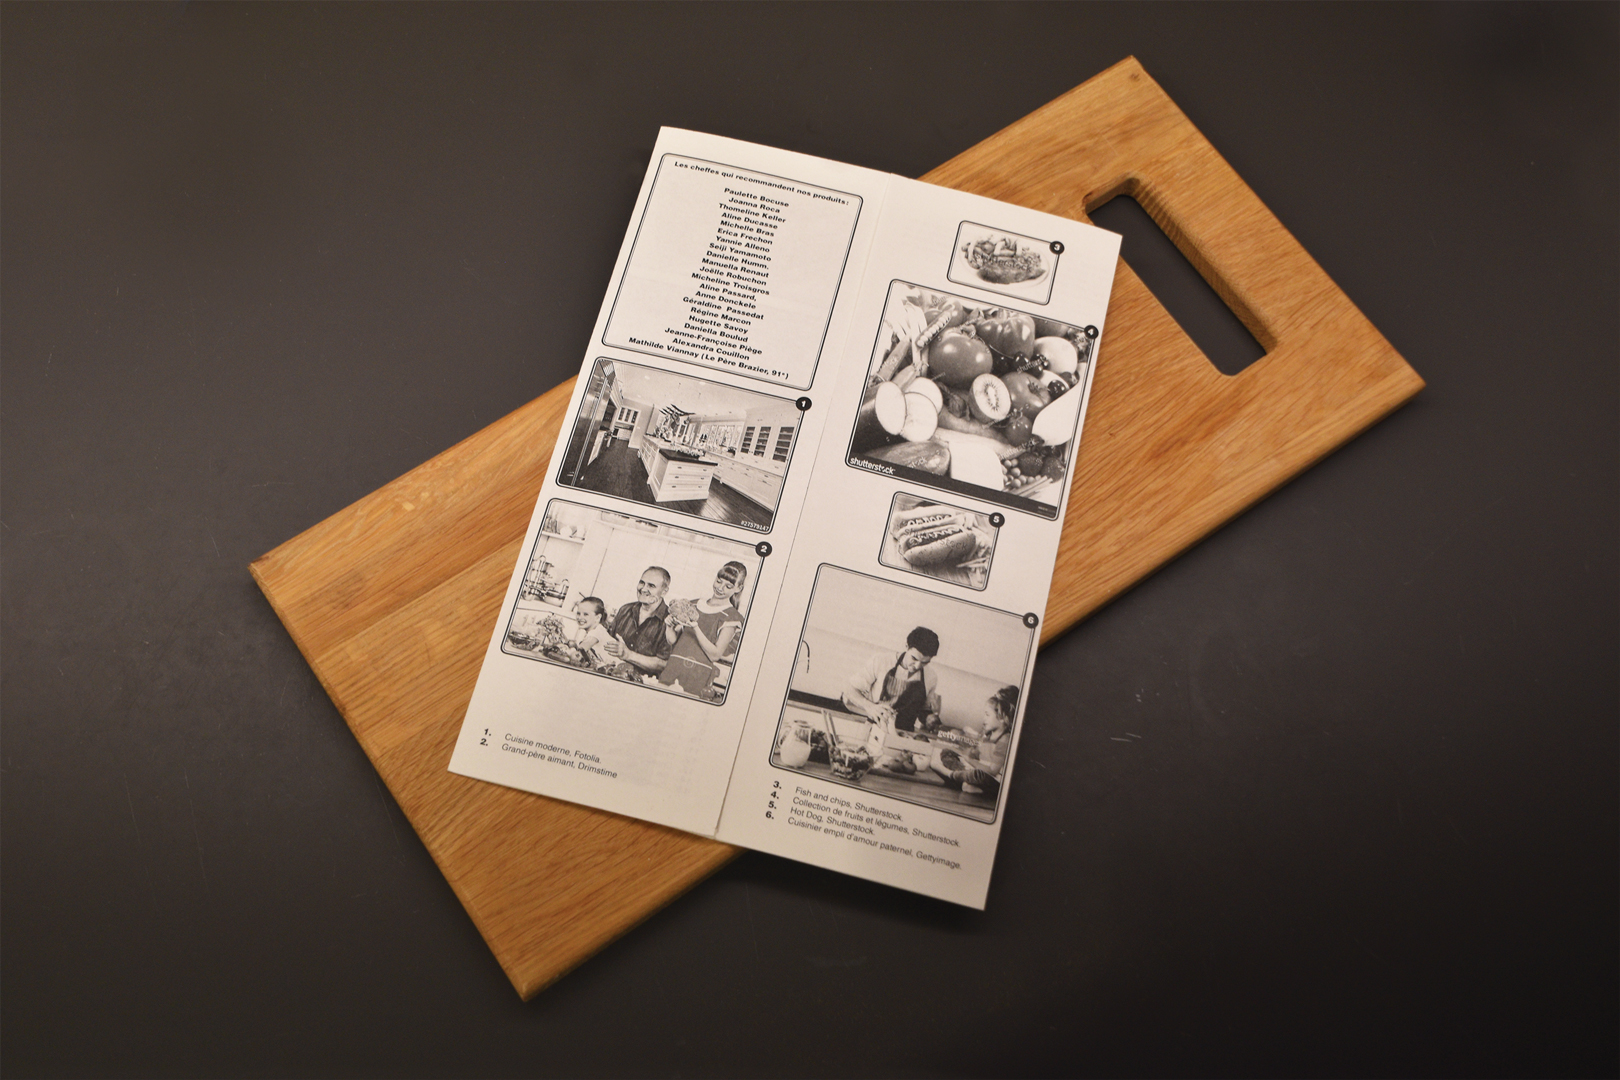 Les cheffes qui recommandent nos produits:
Paulette Bocuse
Joanna Roca
Thomeline Keller
Aline Ducasse
Michelle Bras
Erica Frechon
Yannie Alleno
Seiji Yamamoto
Danielle Humm.
Manuella Renaut
Joëlle Robuchon
Micheline Troisgros
Aline Passard,
Anne Donckele
Géraldine Passedat
Régine Marcon
Hugette Savoy
Daniella Boulud
Jeanne-Françoise Piège
Alexandra Couillon
Mathilde Viannay (Le Père Brazier, 91°)
1
#27579147
2
1. Cuisine moderne, Fotolia.
2. Grand-père aimant, Drimstime
3
4
shutterstock
5
6
gettyimages
3. Fish and chips, Shutterstock.
4. Collection de fruits et légumes, Shutterstock.
5. Hot Dog, Shutterstock.
6. Cuisinier empli d'amour paternel, Gettyimage.